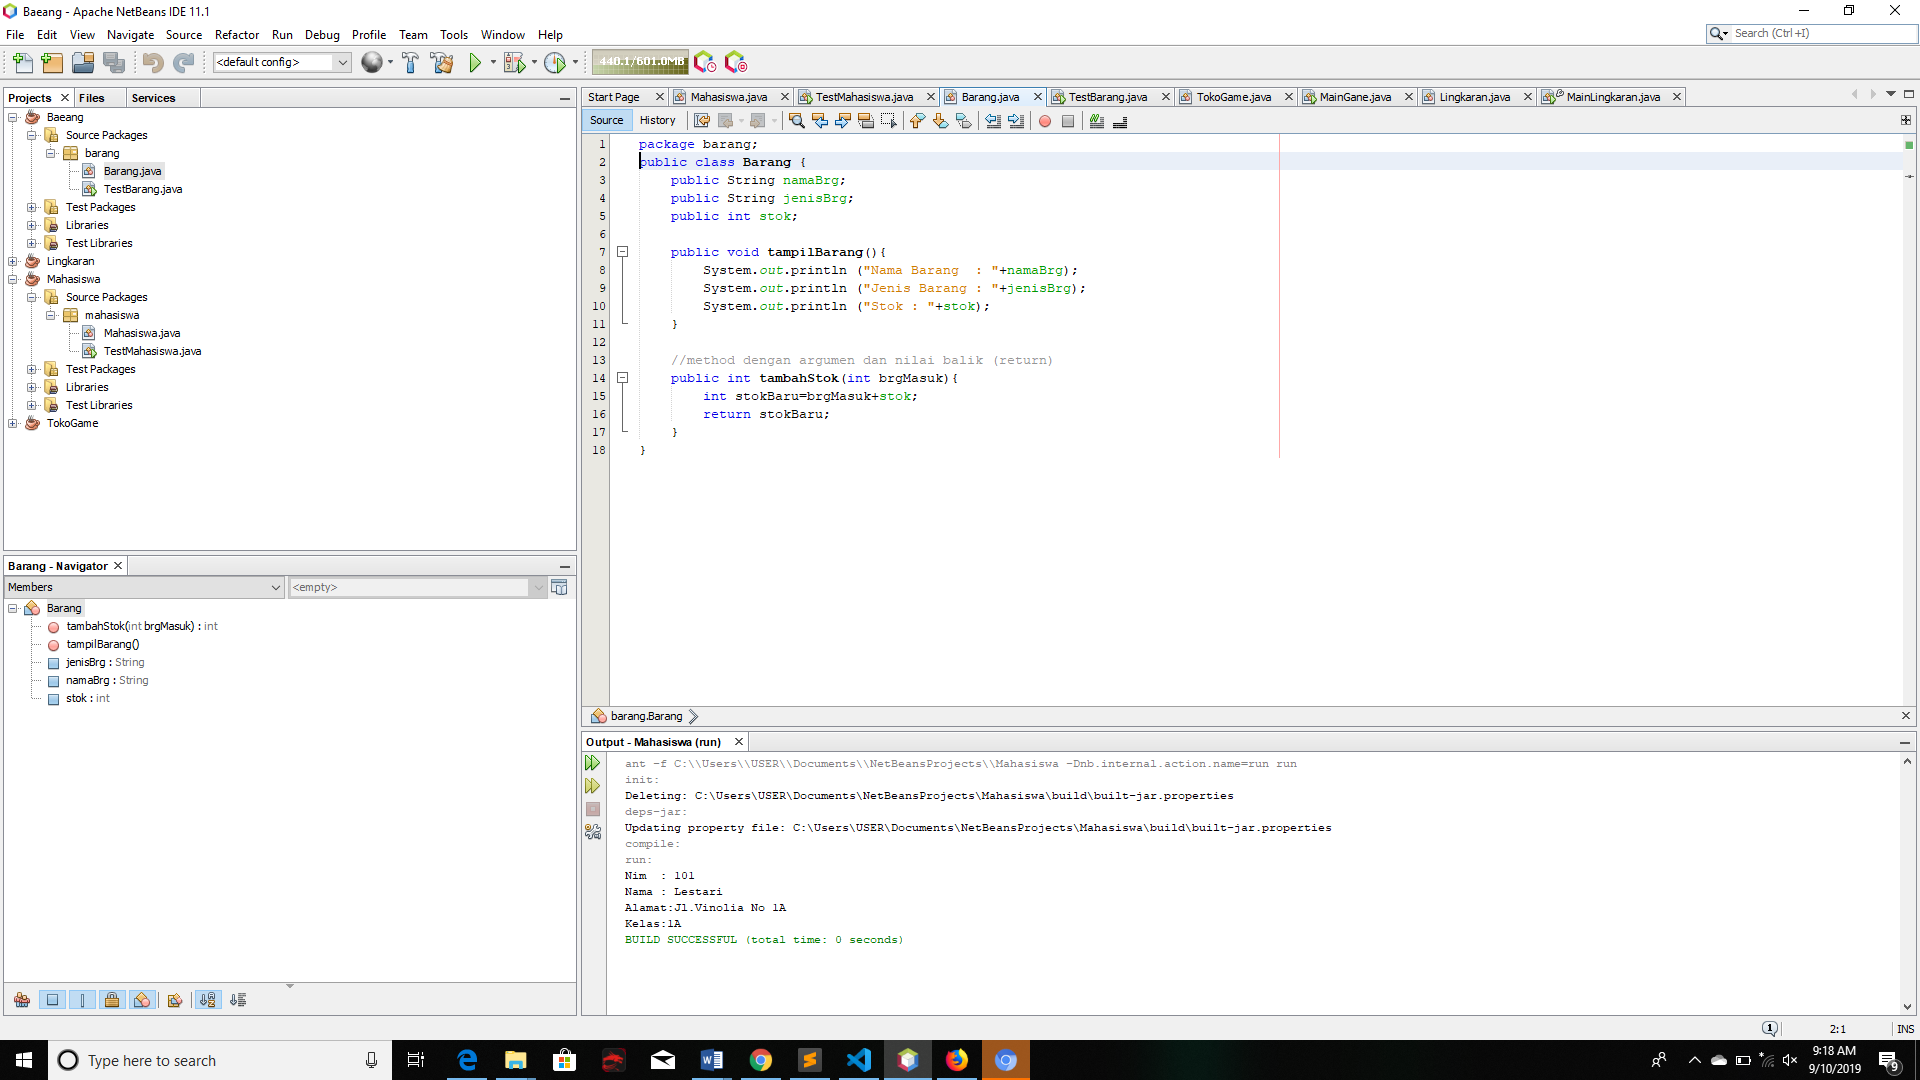 Baeang - Apache NetBeans IDE 11.1
File Edit View Navigate Source Refactor Run Debug Profile Team Tools Window Help
Search (Ctrl+I)
<default config>
440.1/601.0MB
Projects Files Services
Baeang
Source Packages
barang
Barang.java
TestBarang.java
Test Packages
Libraries
Test Libraries
Lingkaran
Mahasiswa
Source Packages
mahasiswa
Mahasiswa.java
TestMahasiswa.java
Test Packages
Libraries
Test Libraries
TokoGame
Barang - Navigator
Members
<empty>
Barang
tambahStok(int brgMasuk) : int
tampilBarang()
jenisBrg : String
namaBrg : String
stok : int
Start Page Mahasiswa.java TestMahasiswa.java Barang.java TestBarang.java TokoGame.java MainGane.java Lingkaran.java MainLingkaran.java
Source History
1 package barang;
2 public class Barang {
3 public String namaBrg;
4 public String jenisBrg;
5 public int stok;
6
7 public void tampilBarang(){
8 System.out.println ("Nama Barang  : "+namaBrg);
9 System.out.println ("Jenis Barang : "+jenisBrg);
10 System.out.println ("Stok : "+stok);
11 }
12
13 //method dengan argumen dan nilai balik (return)
14 public int tambahStok(int brgMasuk){
15 int stokBaru=brgMasuk+stok;
16 return stokBaru;
17 }
18 }
barang.Barang
Output - Mahasiswa (run)
ant -f C:\\Users\\USER\\Documents\\NetBeansProjects\\Mahasiswa -Dnb.internal.action.name=run run
init:
Deleting: C:\Users\USER\Documents\NetBeansProjects\Mahasiswa\build\built-jar.properties
deps-jar:
Updating property file: C:\Users\USER\Documents\NetBeansProjects\Mahasiswa\build\built-jar.properties
compile:
run:
Nim  : 101
Nama : Lestari
Alamat:Jl.Vinolia No 1A
Kelas:1A
BUILD SUCCESSFUL (total time: 0 seconds)
1 2:1 INS
Type here to search
9:18 AM
9/10/2019
9